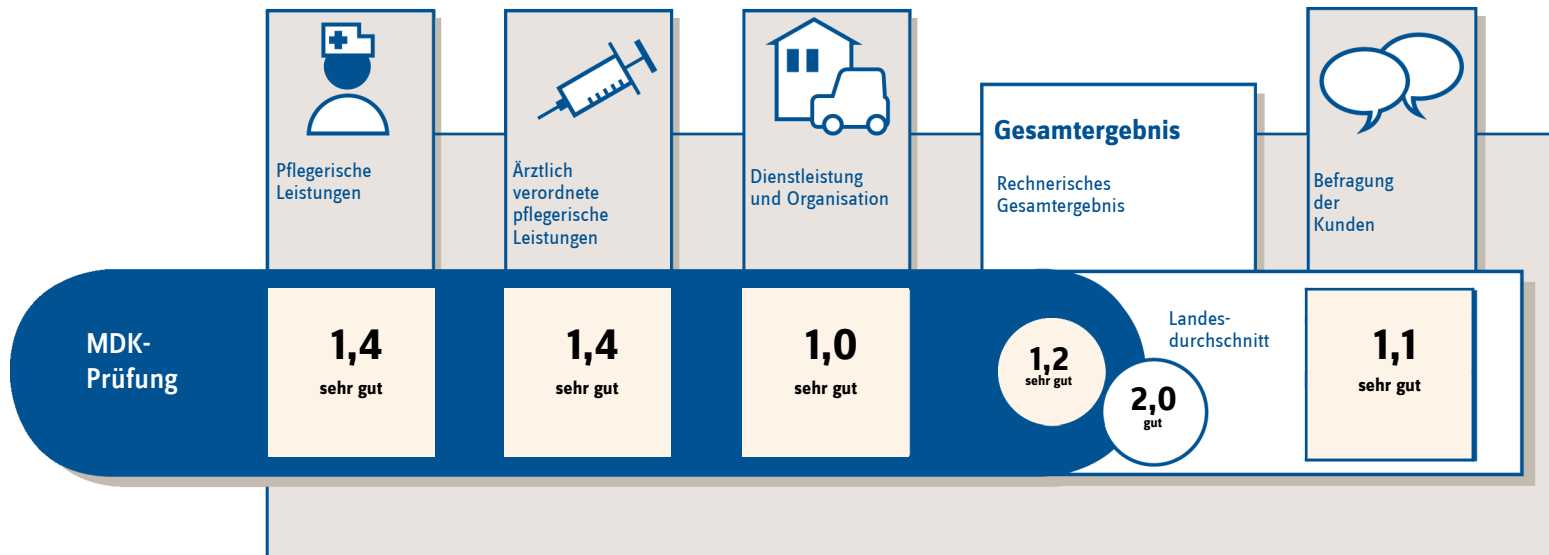 Pflegerische
Leistungen
Ärztlich
verordnete
pflegerische
Leistungen
Dienstleistung
und Organisation
Gesamtergebnis
Rechnerisches
Gesamtergebnis
Befragung
der
Kunden
MDK-
Prüfung
1,4
sehr gut
1,4
sehr gut
1,0
sehr gut
1,2
sehr gut
Landes-
durchschnitt
2,0
gut
1,1
sehr gut